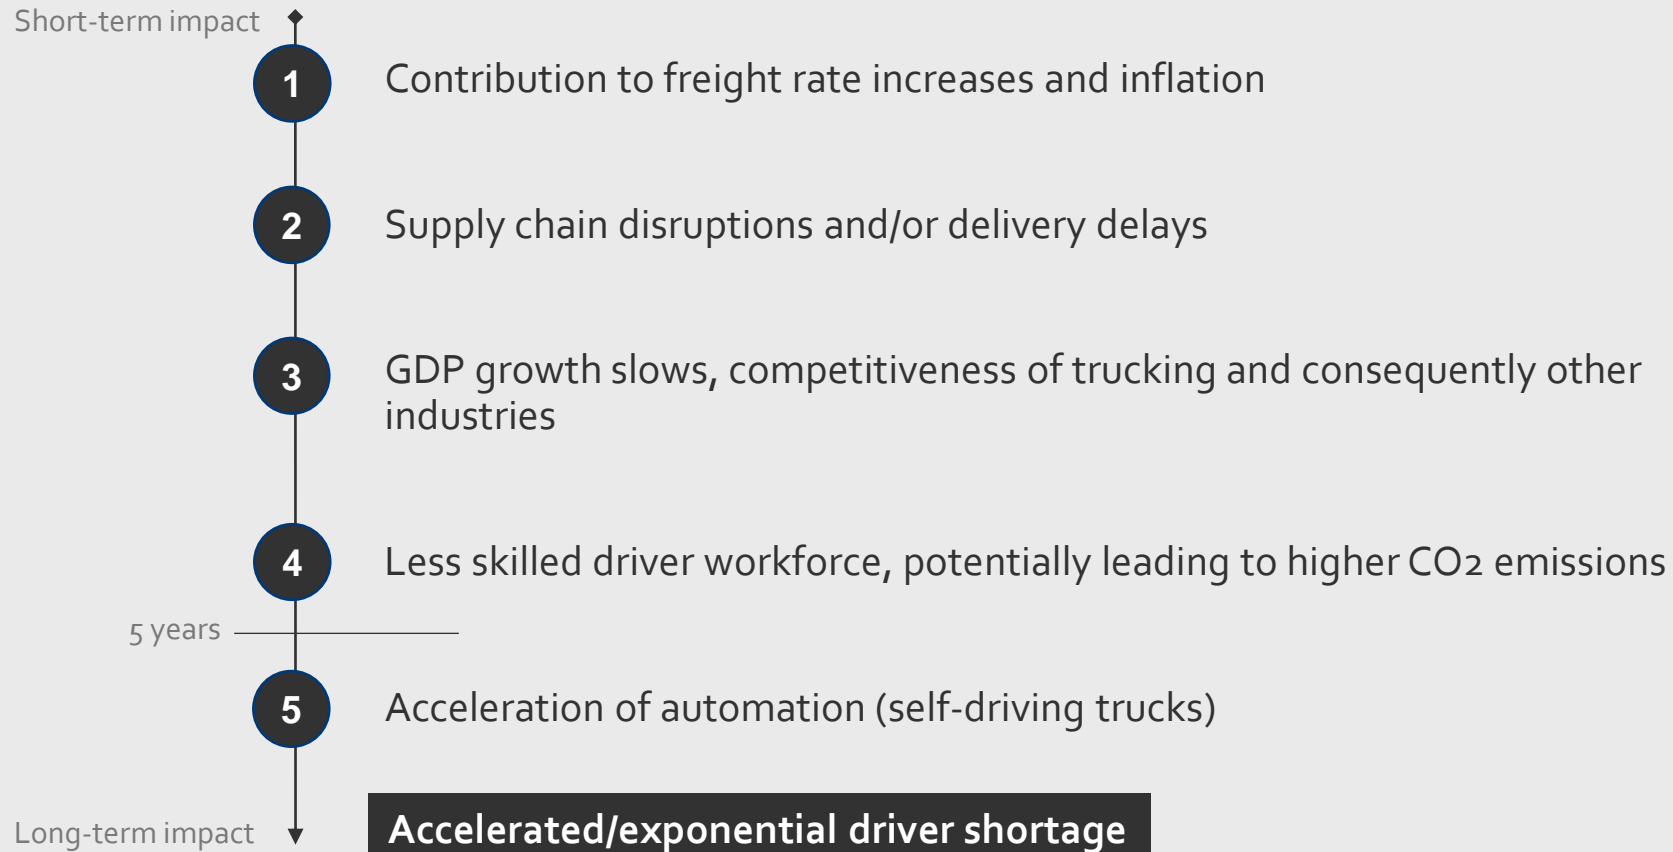 Short-term impact
1
Contribution to freight rate increases and inflation
2
Supply chain disruptions and/or delivery delays
3
GDP growth slows, competitiveness of trucking and consequently other
industries
4
Less skilled driver workforce, potentially leading to higher CO2 emissions
5 years
5
Acceleration of automation (self-driving trucks)
Long-term impact
Accelerated/exponential driver shortage